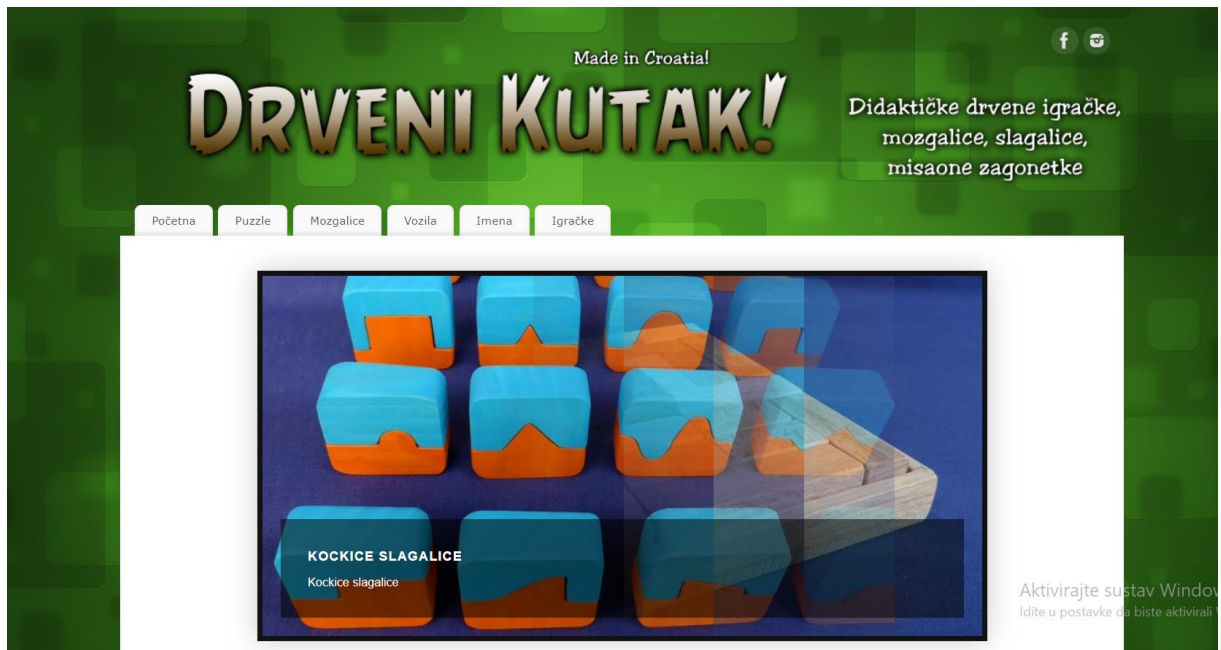 Made in Croatia!
DRVENI KUTAK!
Didaktičke drvene igračke,
mozgalice, slagalice,
misaone zagonetke
Početna
Puzzle
Mozgalice
Vozila
Imena
Igračke
KOCKICE SLAGALICE
Kockice slagalice
Aktivirajte sustav Window
Idite u postavke da biste aktivirali W